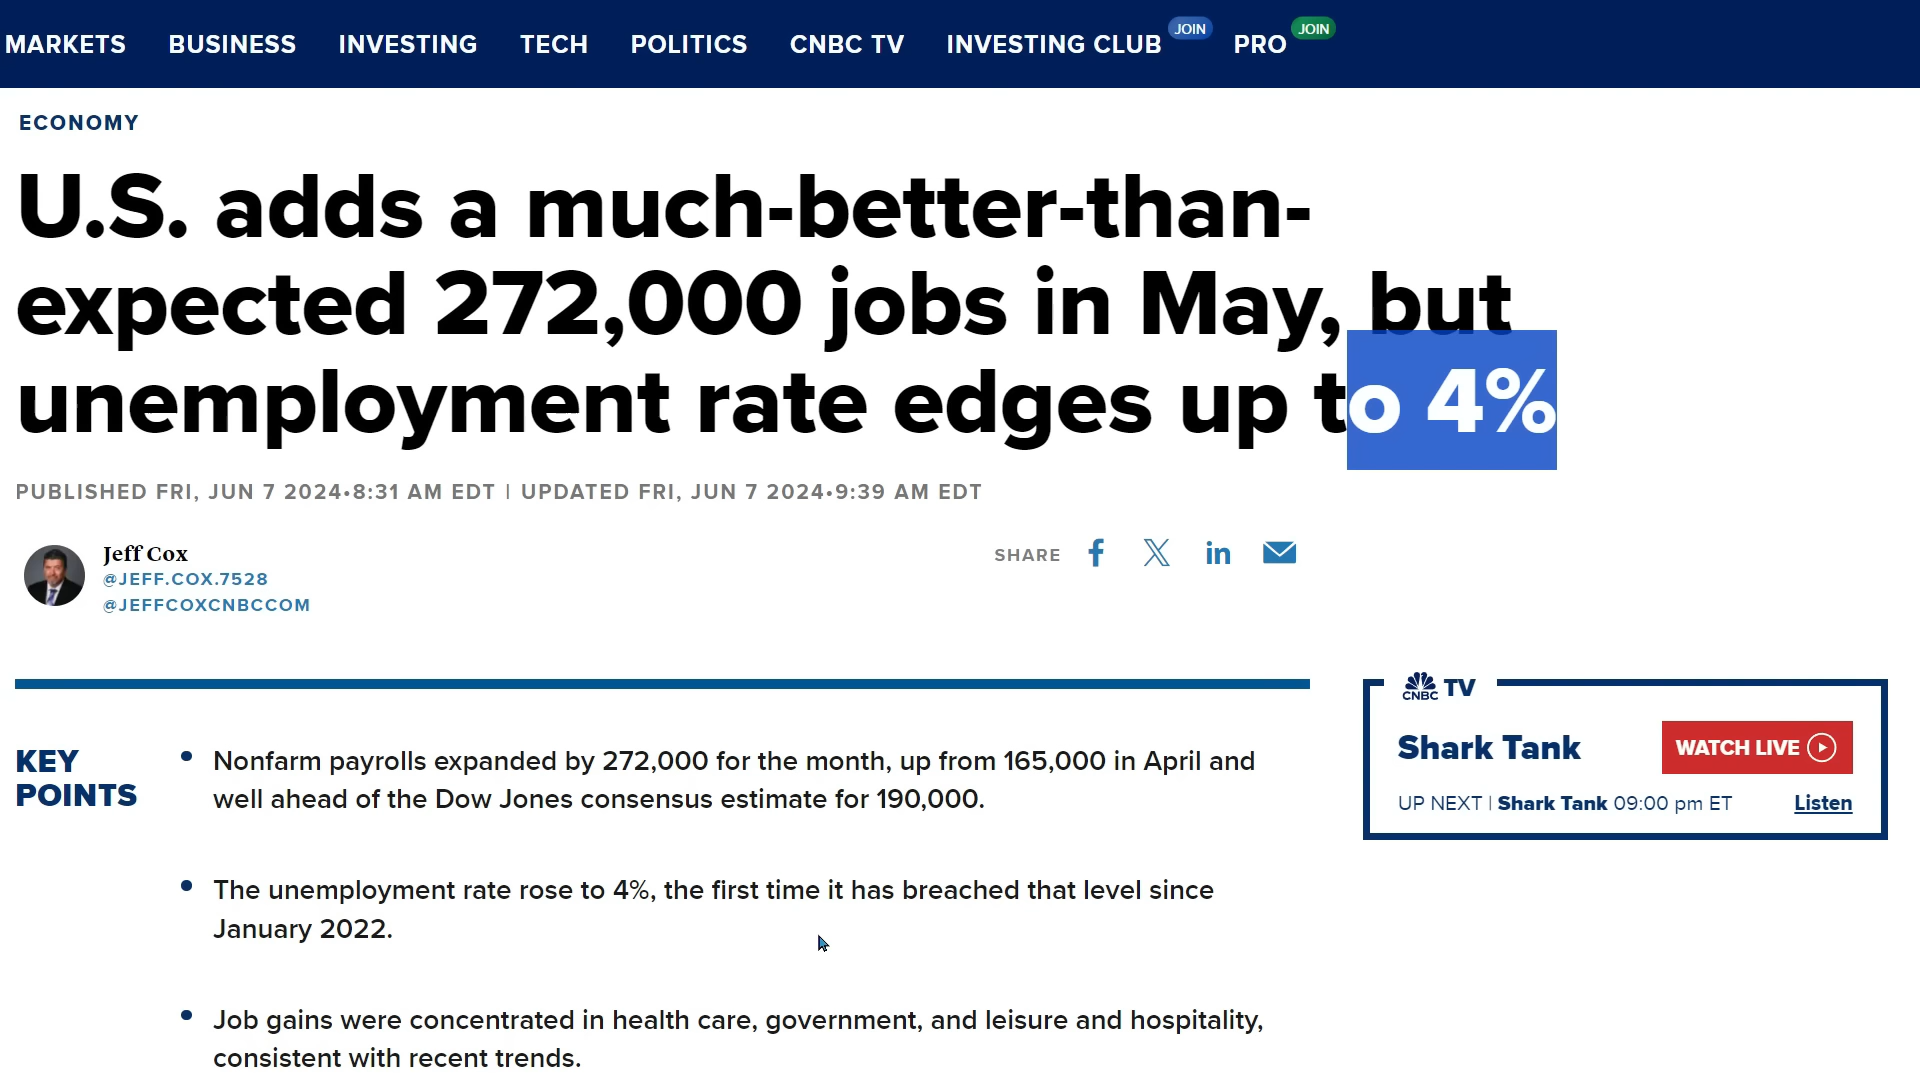 MARKETS BUSINESS INVESTING TECH POLITICS CNBC TV INVESTING CLUB JOIN PRO JOIN
ECONOMY
U.S. adds a much-better-than-
expected 272,000 jobs in May, but
unemployment rate edges up to 4%
PUBLISHED FRI, JUN 7 2024•8:31 AM EDT | UPDATED FRI, JUN 7 2024•9:39 AM EDT
Jeff Cox
@JEFF.COX.7528
@JEFFCOXCNBCCOM
SHARE
KEY
POINTS
• Nonfarm payrolls expanded by 272,000 for the month, up from 165,000 in April and
well ahead of the Dow Jones consensus estimate for 190,000.
• The unemployment rate rose to 4%, the first time it has breached that level since
January 2022.
• Job gains were concentrated in health care, government, and leisure and hospitality,
consistent with recent trends.
CNBC TV
Shark Tank
WATCH LIVE
UP NEXT | Shark Tank 09:00 pm ET
Listen